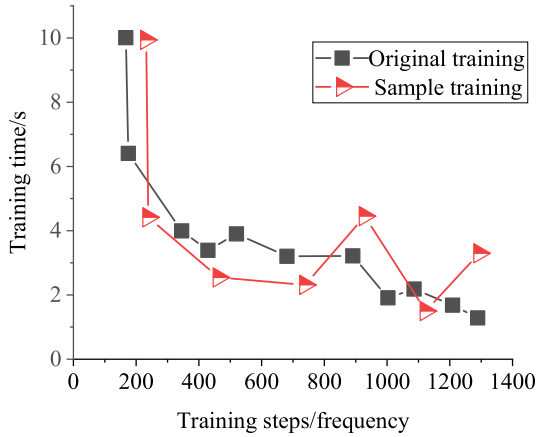 10
8
6
4
2
0
Training time/s
Original training
Sample training
0 200 400 600 800 1000 1200 1400
Training steps/frequency